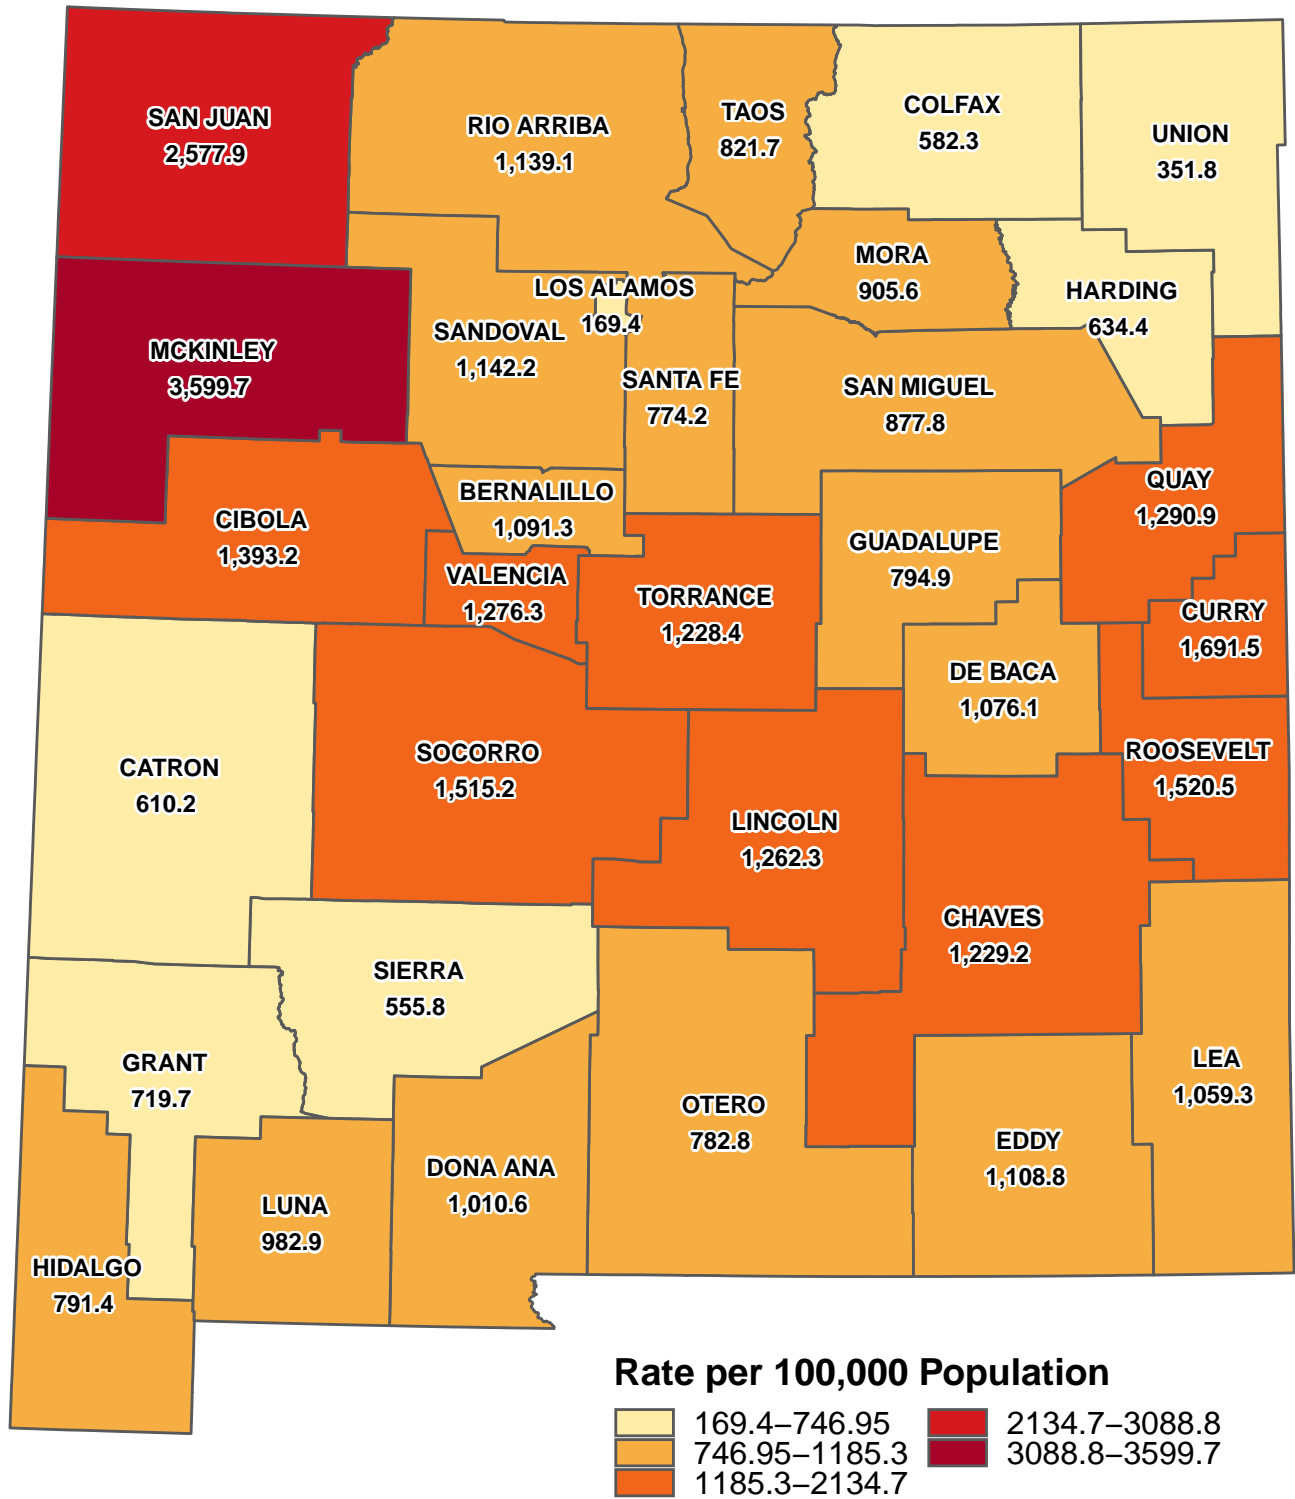 SAN JUAN
2,577.9
RIO ARRIBA
1,139.1
TAOS
821.7
COLFAX
582.3
UNION
351.8
MORA
905.6
HARDING
634.4
LOS ALAMOS
169.4
SANDOVAL
1,142.2
MCKINLEY
3,599.7
SANTA FE
774.2
SAN MIGUEL
877.8
QUAY
1,290.9
BERNALILLO
1,091.3
CIBOLA
1,393.2
GUADALUPE
794.9
VALENCIA
1,276.3
TORRANCE
1,228.4
CURRY
1,691.5
DE BACA
1,076.1
ROOSEVELT
1,520.5
SOCORRO
1,515.2
CATRON
610.2
LINCOLN
1,262.3
CHAVES
1,229.2
SIERRA
555.8
GRANT
719.7
LEA
1,059.3
OTERO
782.8
EDDY
1,108.8
DONA ANA
1,010.6
LUNA
982.9
HIDALGO
791.4
Rate per 100,000 Population
169.4–746.95
746.95–1185.3
1185.3–2134.7
2134.7–3088.8
3088.8–3599.7